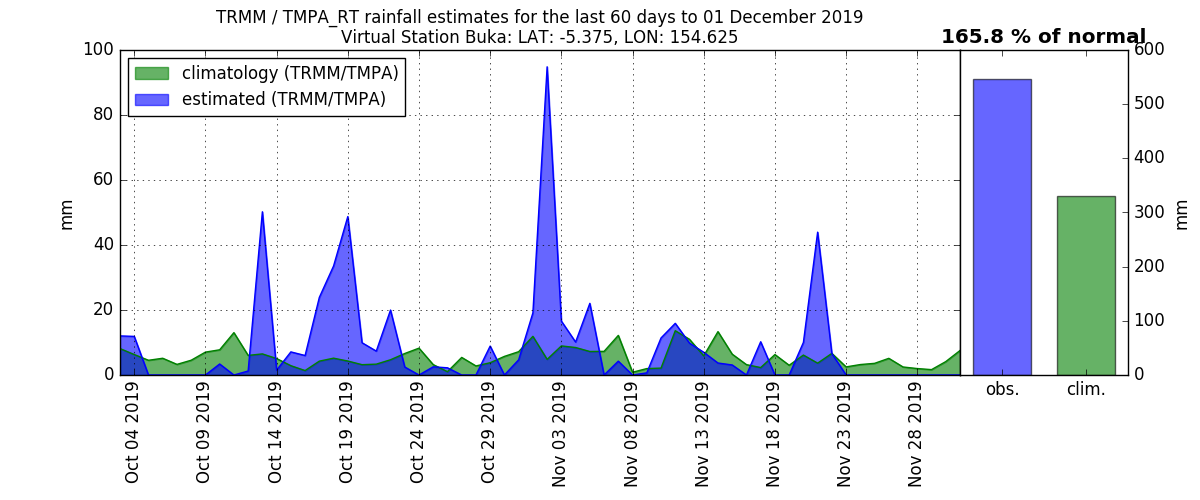 TRMM / TMPA_RT rainfall estimates for the last 60 days to 01 December 2019
Virtual Station Buka: LAT: -5.375, LON: 154.625
165.8 % of normal
climatology (TRMM/TMPA)
estimated (TRMM/TMPA)
100
80
60
40
20
0
mm
600
500
400
300
200
100
0
mm
Oct 04 2019
Oct 09 2019
Oct 14 2019
Oct 19 2019
Oct 24 2019
Oct 29 2019
Nov 03 2019
Nov 08 2019
Nov 13 2019
Nov 18 2019
Nov 23 2019
Nov 28 2019
obs.
clim.